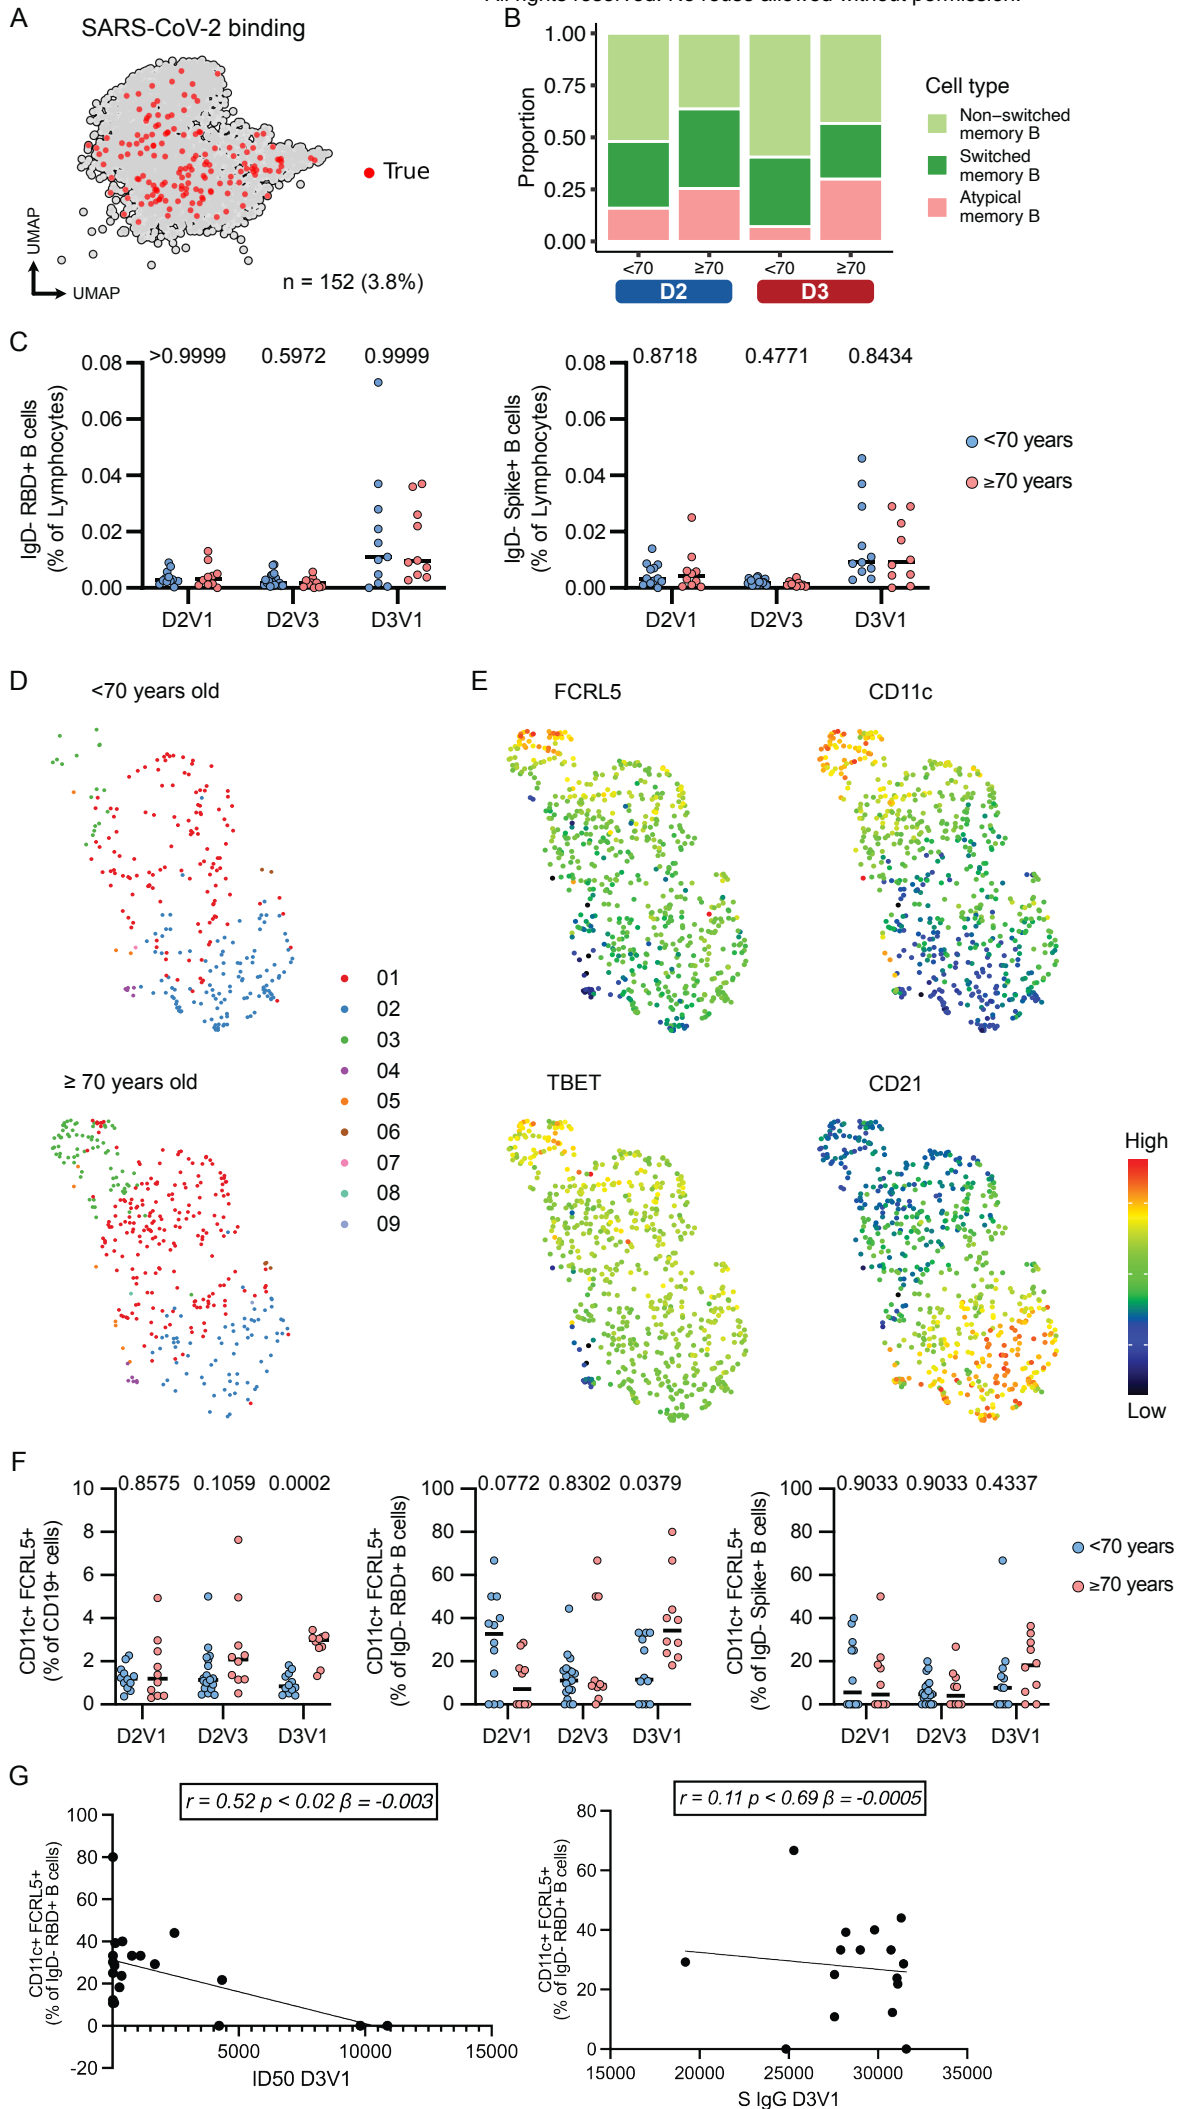 All rights reserved. No reuse allowed without permission.
A
SARS-CoV-2 binding
True
UMAP
UMAP
n = 152 (3.8%)
B
Proportion
1.00
0.75
0.50
0.25
0.00
<70
≥70
<70
≥70
D2
D3
Cell type
Non−switched
memory B
Switched
memory B
Atypical
memory B
C
IgD- RBD+ B cells
(% of Lymphocytes)
0.08
0.06
0.04
0.02
0.00
>0.9999
0.5972
0.9999
D2V1
D2V3
D3V1
IgD- Spike+ B cells
(% of Lymphocytes)
0.08
0.06
0.04
0.02
0.00
0.8718
0.4771
0.8434
D2V1
D2V3
D3V1
<70 years
≥70 years
D
<70 years old
≥ 70 years old
01
02
03
04
05
06
07
08
09
E
FCRL5
CD11c
TBET
CD21
High
Low
F
CD11c+ FCRL5+
(% of CD19+ cells)
10
8
6
4
2
0
0.8575
0.1059
0.0002
D2V1
D2V3
D3V1
CD11c+ FCRL5+
(% of IgD- RBD+ B cells)
100
80
60
40
20
0
0.0772
0.8302
0.0379
D2V1
D2V3
D3V1
CD11c+ FCRL5+
(% of IgD- Spike+ B cells)
100
80
60
40
20
0
0.9033
0.9033
0.4337
D2V1
D2V3
D3V1
<70 years
≥70 years
G
r = 0.52 p < 0.02 β = -0.003
CD11c+ FCRL5+
(% of IgD- RBD+ B cells)
100
80
60
40
20
0
-20
5000
10000
15000
ID50 D3V1
r = 0.11 p < 0.69 β = -0.0005
CD11c+ FCRL5+
(% of IgD- RBD+ B cells)
80
60
40
20
0
15000
20000
25000
30000
35000
S IgG D3V1